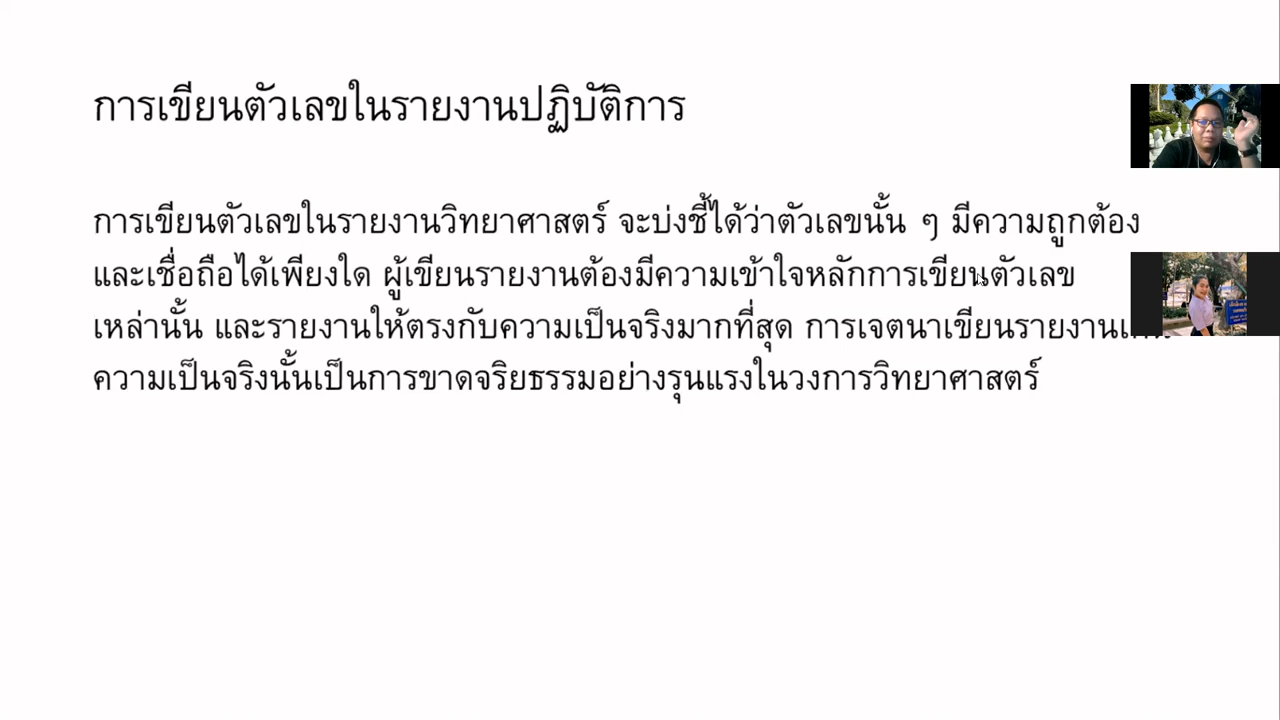 การเขียนตัวเลขในรายงานปฏิบัติการ
การเขียนตัวเลขในรายงานวิทยาศาสตร์ จะบ่งชี้ได้ว่าตัวเลขนั้น ๆ มีความถูกต้อง
และเชื่อถือได้เพียงใด ผู้เขียนรายงานต้องมีความเข้าใจหลักการเขียนตัวเลข
เหล่านั้น และรายงานให้ตรงกับความเป็นจริงมากที่สุด การเจตนาเขียนรายงาน
ความเป็นจริงนั้นเป็นการขาดจริยธรรมอย่างรุนแรงในวงการวิทยาศาสตร์